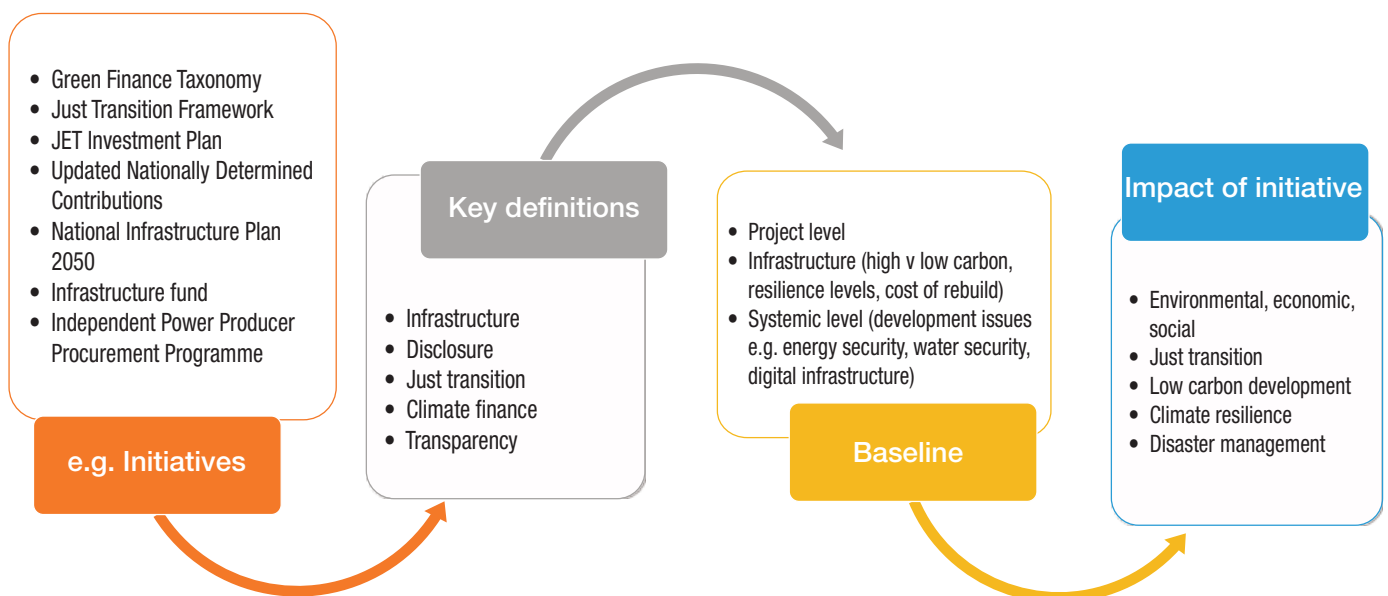 • Green Finance Taxonomy
• Just Transition Framework
• JET Investment Plan
• Updated Nationally Determined
Contributions
• National Infrastructure Plan
2050
• Infrastructure fund
• Independent Power Producer
Procurement Programme
e.g. Initiatives
Key definitions
• Infrastructure
• Disclosure
• Just transition
• Climate finance
• Transparency
• Project level
• Infrastructure (high v low carbon,
resilience levels, cost of rebuild)
• Systemic level (development issues
e.g. energy security, water security,
digital infrastructure)
Baseline
Impact of initiative
• Environmental, economic,
social
• Just transition
• Low carbon development
• Climate resilience
• Disaster management